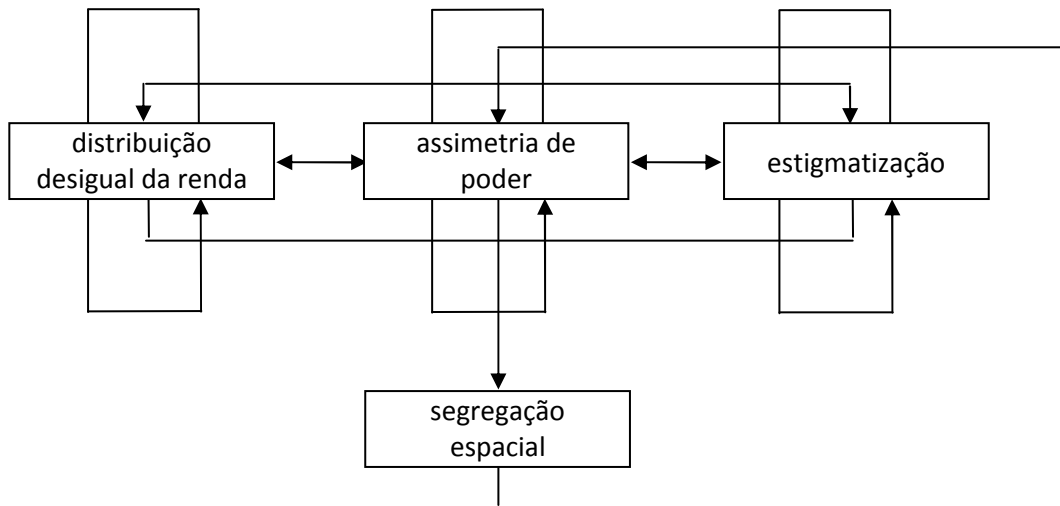 distribuição
desigual da renda
assimetria de
poder
estigmatização
segregação
espacial